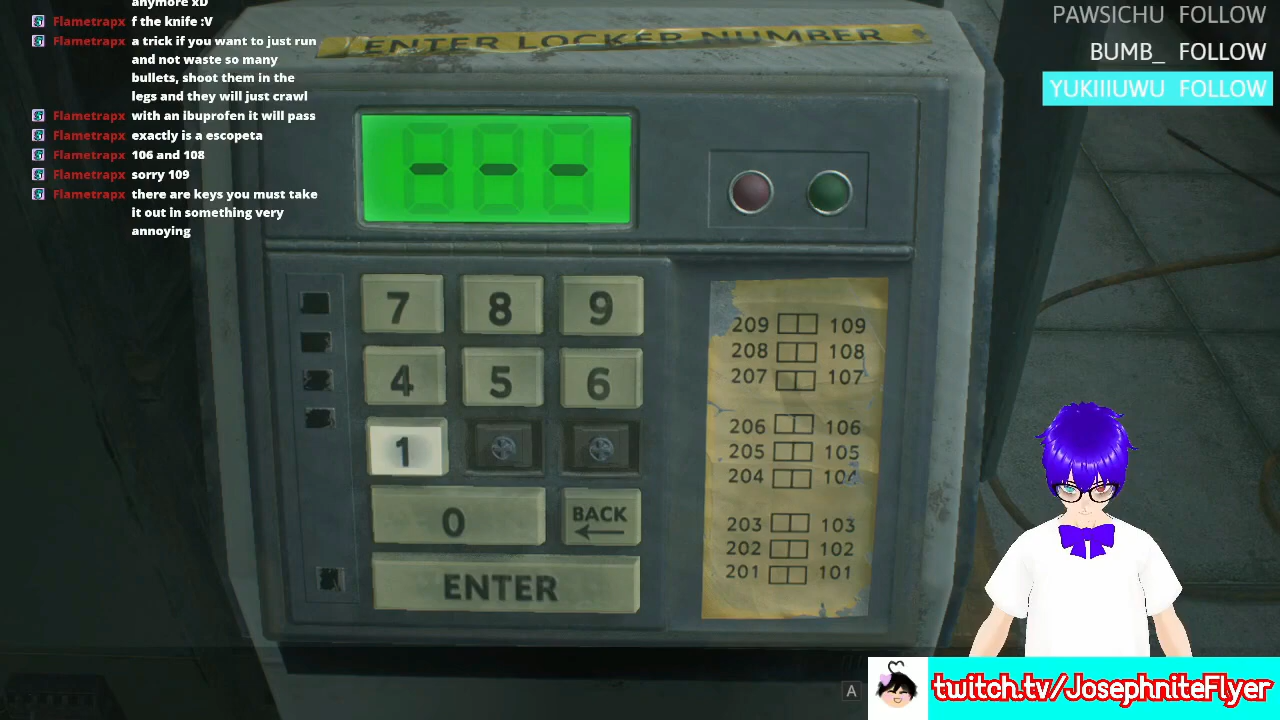 anymore xD
Flametrapx f the knife :V
Flametrapx a trick if you want to just run
and not waste so many
bullets, shoot them in the
legs and they will just crawl
Flametrapx with an ibuprofen it will pass
Flametrapx exactly is a escopeta
Flametrapx 106 and 108
Flametrapx sorry 109
Flametrapx there are keys you must take
it out in something very
annoying
ENTER LOCKER NUMBER
PAWSICHU FOLLOW
BUMB_ FOLLOW
YUKIIIUWU FOLLOW
- - -
7 8 9
4 5 6
1
0 BACK
ENTER
209 109
208 108
207 107
206 106
205 105
204 104
203 103
202 102
201 101
A
twitch.tv/JosephniteFlyer